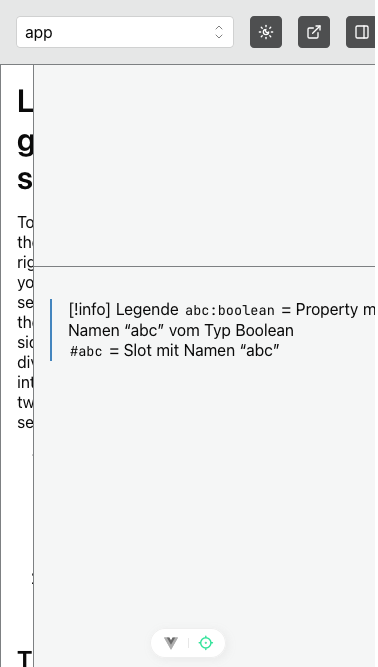 app
L
g
s
To
the
rig
yo
se
the
sid
div
int
tw
se
T
[!info] Legende abc:boolean = Property m
Namen “abc” vom Typ Boolean
#abc = Slot mit Namen “abc”